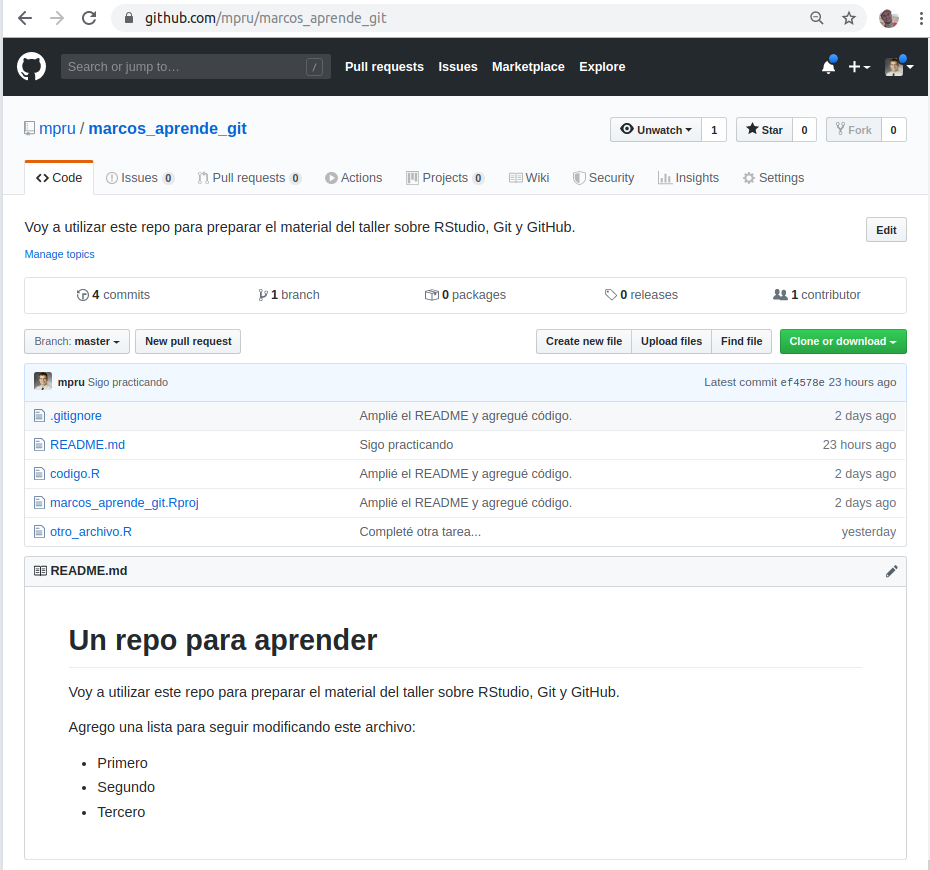 github.com/mpru/marcos_aprende_git
Search or jump to… / Pull requests Issues Marketplace Explore
mpru / marcos_aprende_git Unwatch 1 Star 0 Fork 0
Code Issues 0 Pull requests 0 Actions Projects 0 Wiki Security Insights Settings
Voy a utilizar este repo para preparar el material del taller sobre RStudio, Git y GitHub. Edit
Manage topics
4 commits 1 branch 0 packages 0 releases 1 contributor
Branch: master New pull request Create new file Upload files Find file Clone or download
mpru Sigo practicando Latest commit ef4578e 23 hours ago
.gitignore Amplié el README y agregué código. 2 days ago
README.md Sigo practicando 23 hours ago
codigo.R Amplié el README y agregué código. 2 days ago
marcos_aprende_git.Rproj Amplié el README y agregué código. 2 days ago
otro_archivo.R Completé otra tarea... yesterday
README.md
Un repo para aprender
Voy a utilizar este repo para preparar el material del taller sobre RStudio, Git y GitHub.
Agrego una lista para seguir modificando este archivo:
• Primero
• Segundo
• Tercero